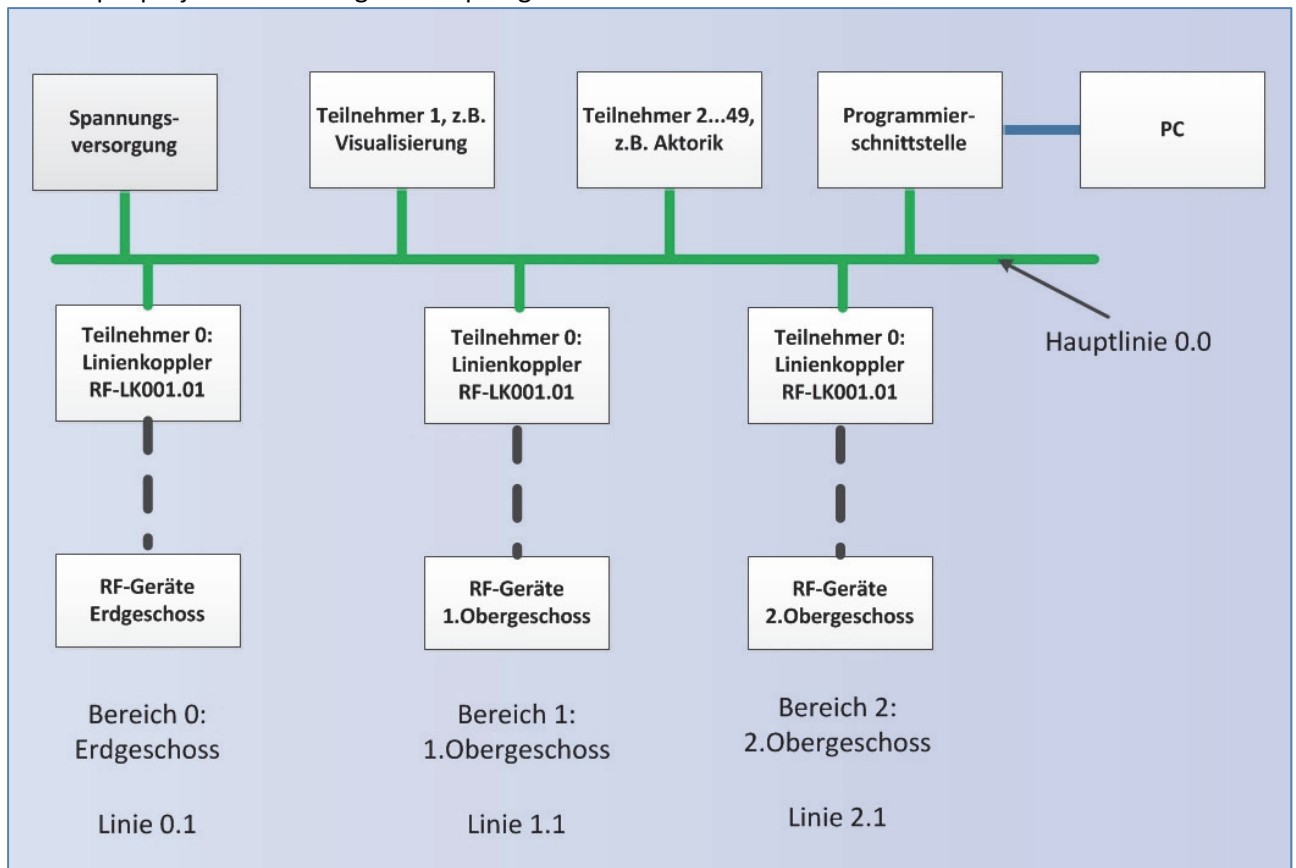 Spannungs-
versorgung
Teilnehmer 1, z.B.
Visualisierung
Teilnehmer 2...49,
z.B. Aktorik
Programmier-
schnittstelle
PC
Hauptlinie 0.0
Teilnehmer 0:
Linienkoppler
RF-LK001.01
Teilnehmer 0:
Linienkoppler
RF-LK001.01
Teilnehmer 0:
Linienkoppler
RF-LK001.01
RF-Geräte
Erdgeschoss
RF-Geräte
1.Obergeschoss
RF-Geräte
2.Obergeschoss
Bereich 0:
Erdgeschoss
Bereich 1:
1.Obergeschoss
Bereich 2:
2.Obergeschoss
Linie 0.1
Linie 1.1
Linie 2.1